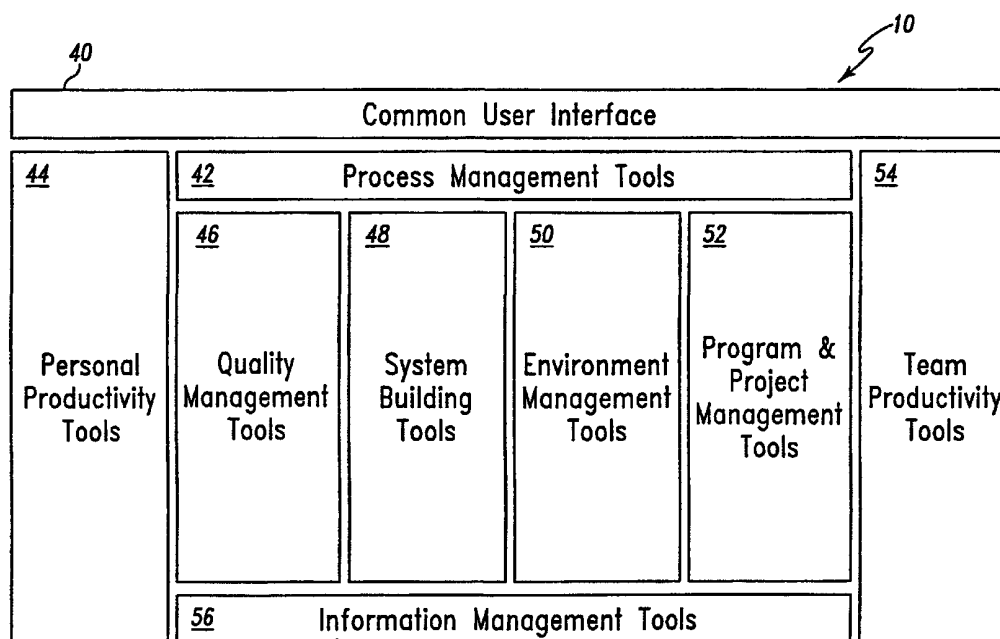 10
40
Common User Interface
44
42
Process Management Tools
54
46
48
50
52
Personal
Productivity
Tools
Quality
Management
Tools
System
Building
Tools
Environment
Management
Tools
Program &
Project
Management
Tools
Team
Productivity
Tools
56
Information Management Tools